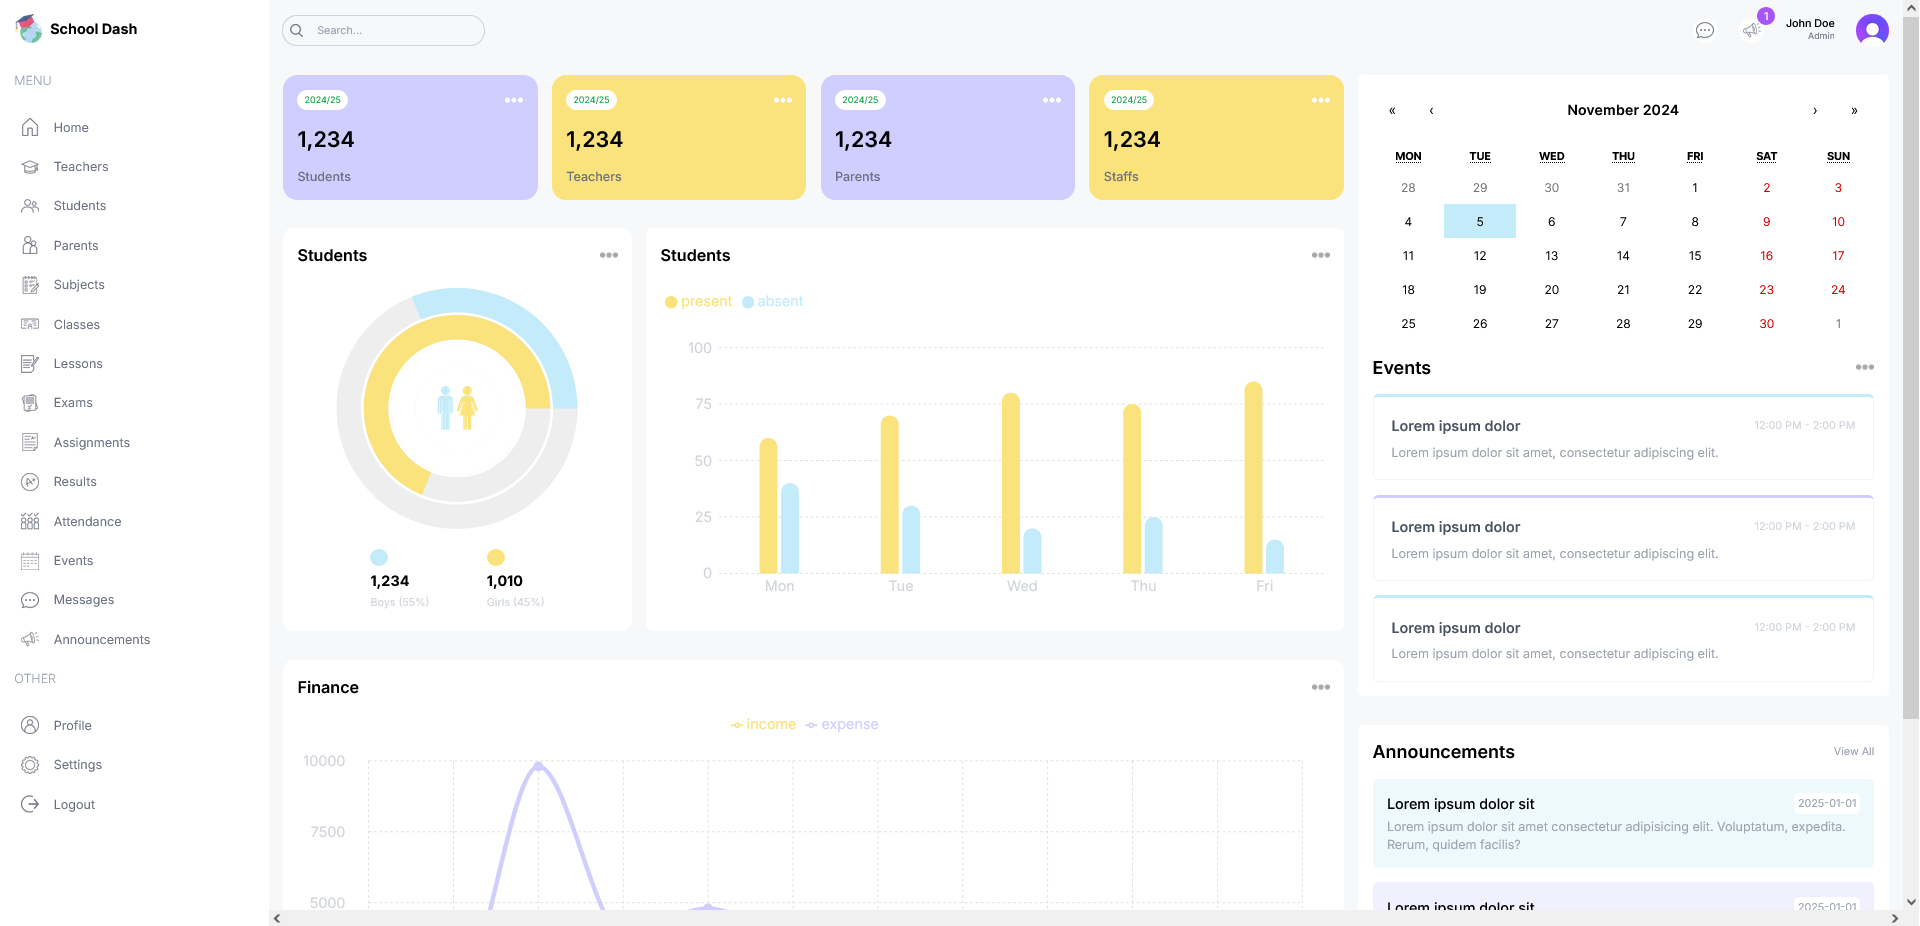 School Dash
MENU
Home
Teachers
Students
Parents
Subjects
Classes
Lessons
Exams
Assignments
Results
Attendance
Events
Messages
Announcements
OTHER
Profile
Settings
Logout
Search...
1
John Doe
Admin
2024/25
1,234
Students
2024/25
1,234
Teachers
2024/25
1,234
Parents
2024/25
1,234
Staffs
Students
1,234
Boys (55%)
1,010
Girls (45%)
Students
present absent
100
75
50
25
0
Mon Tue Wed Thu Fri
Finance
income expense
10000
7500
5000
« ‹ November 2024 › »
MON TUE WED THU FRI SAT SUN
28 29 30 31 1 2 3
4 5 6 7 8 9 10
11 12 13 14 15 16 17
18 19 20 21 22 23 24
25 26 27 28 29 30 1
Events
Lorem ipsum dolor 12:00 PM - 2:00 PM
Lorem ipsum dolor sit amet, consectetur adipiscing elit.
Lorem ipsum dolor 12:00 PM - 2:00 PM
Lorem ipsum dolor sit amet, consectetur adipiscing elit.
Lorem ipsum dolor 12:00 PM - 2:00 PM
Lorem ipsum dolor sit amet, consectetur adipiscing elit.
Announcements View All
Lorem ipsum dolor sit 2025-01-01
Lorem ipsum dolor sit amet consectetur adipisicing elit. Voluptatum, expedita.
Rerum, quidem facilis?
Lorem ipsum dolor sit 2025-01-01